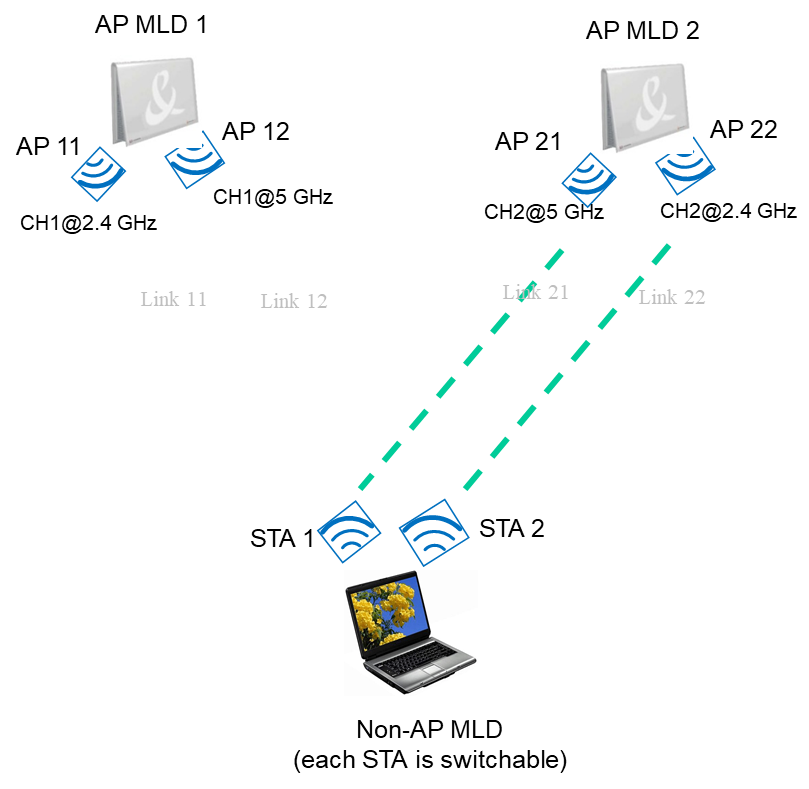 AP MLD 1
AP MLD 2
&
&
AP 11
AP 12
AP 21
AP 22
CH1@2.4 GHz
CH1@5 GHz
CH2@5 GHz
CH2@2.4 GHz
Link 11
Link 12
Link 21
Link 22
STA 1
STA 2
Non-AP MLD
(each STA is switchable)